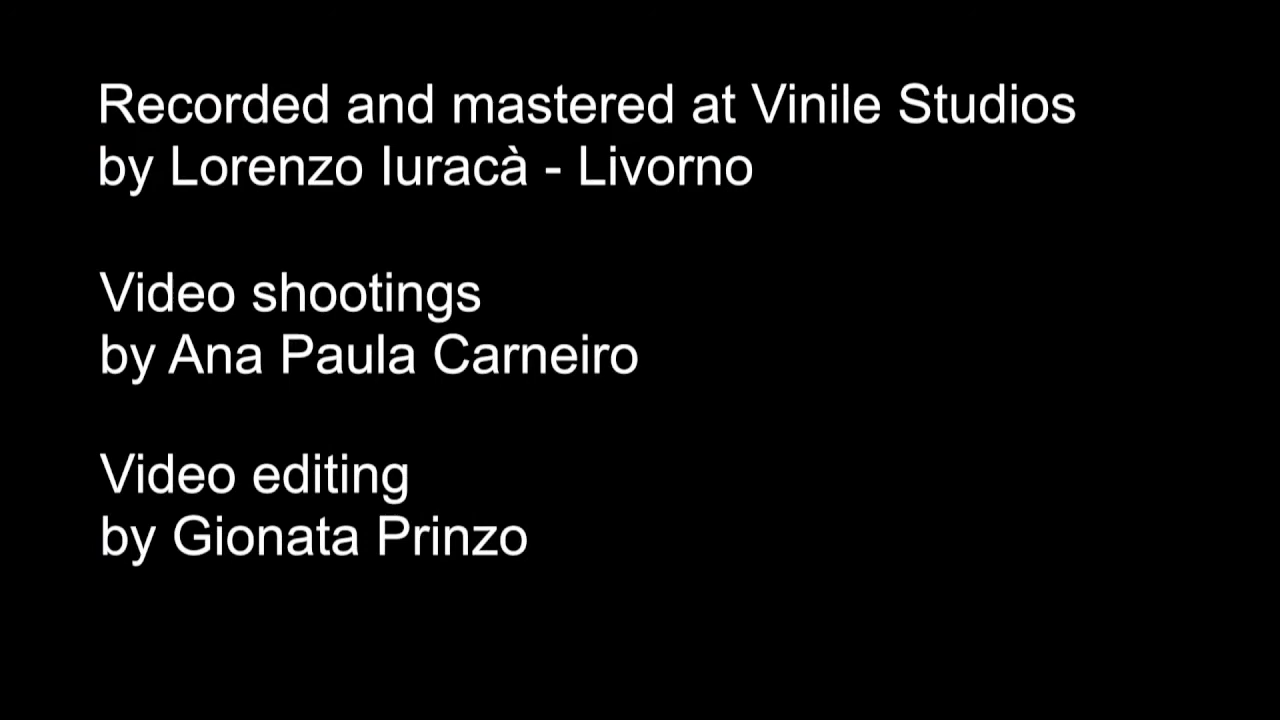 Recorded and mastered at Vinile Studios
by Lorenzo Iuracà - Livorno
Video shootings
by Ana Paula Carneiro
Video editing
by Gionata Prinzo